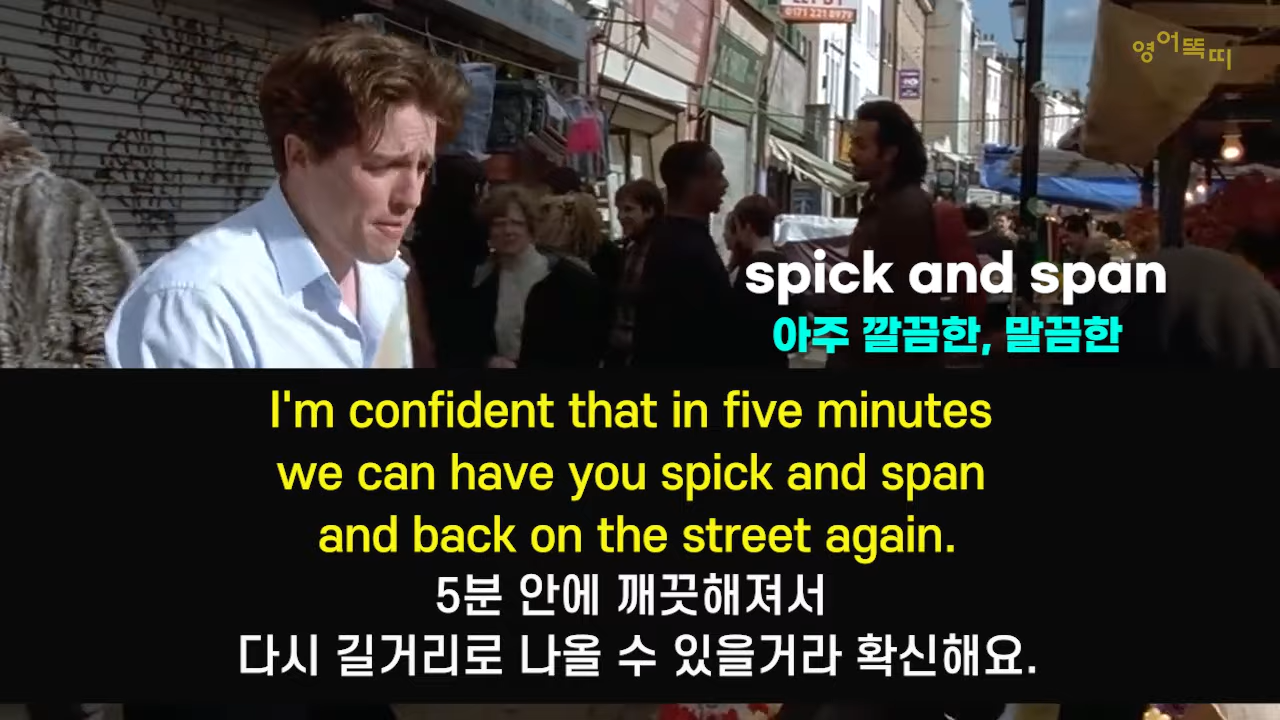 0171 221 8979
영어똑띠
spick and span
아주 깔끔한, 말끔한
I'm confident that in five minutes
we can have you spick and span
and back on the street again.
5분 안에 깨끗해져서
다시 길거리로 나올 수 있을거라 확신해요.